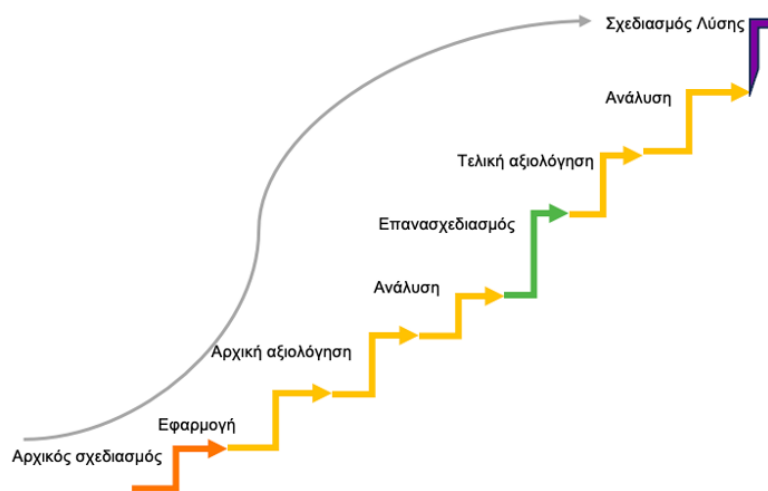 Σχεδιασμός Λύσης
Ανάλυση
Τελική αξιολόγηση
Επανασχεδιασμός
Ανάλυση
Αρχική αξιολόγηση
Εφαρμογή
Αρχικός σχεδιασμός